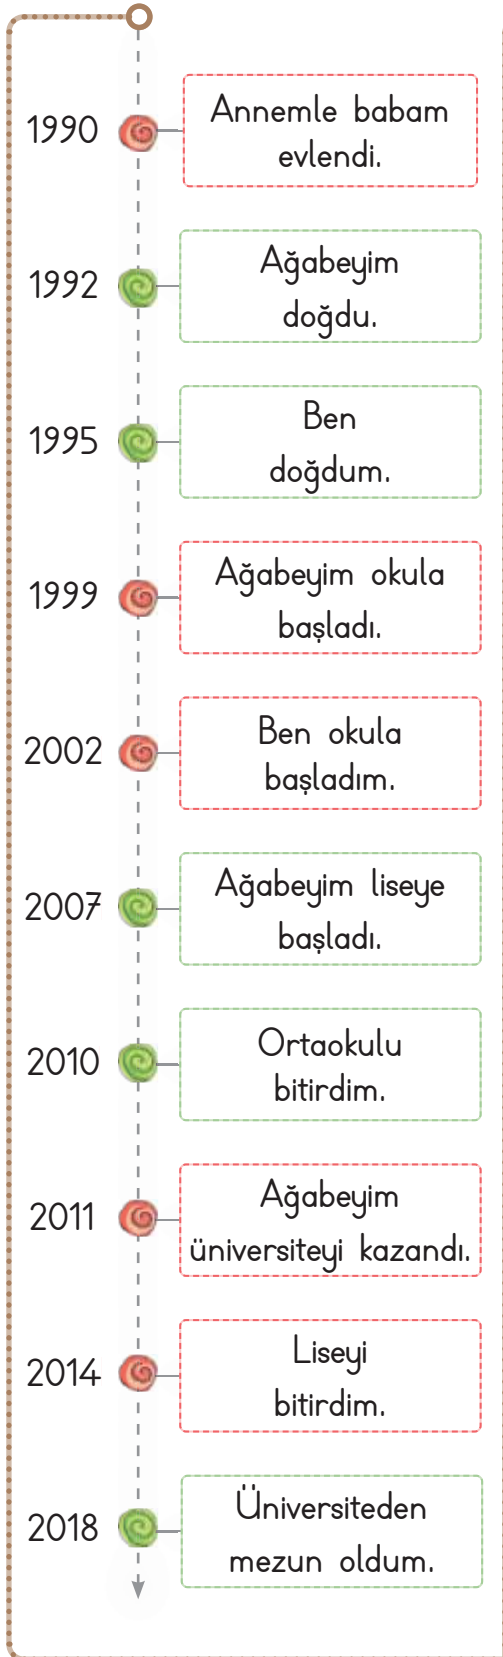 1990
Annemle babam
evlendi.
1992
Ağabeyim
doğdu.
1995
Ben
doğdum.
1999
Ağabeyim okula
başladı.
2002
Ben okula
başladım.
2007
Ağabeyim liseye
başladı.
2010
Ortaokulu
bitirdim.
2011
Ağabeyim
üniversiteyi kazandı.
2014
Liseyi
bitirdim.
2018
Üniversiteden
mezun oldum.